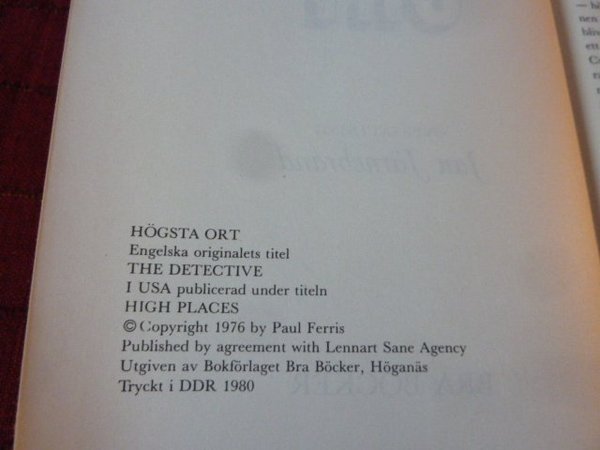 HÖGSTA ORT
Engelska originalets titel
THE DETECTIVE
I USA publicerad under titeln
HIGH PLACES
© Copyright 1976 by Paul Ferris
Published by agreement with Lennart Sane Agency
Utgiven av Bokförlaget Bra Böcker, Höganäs
Tryckt i DDR 1980